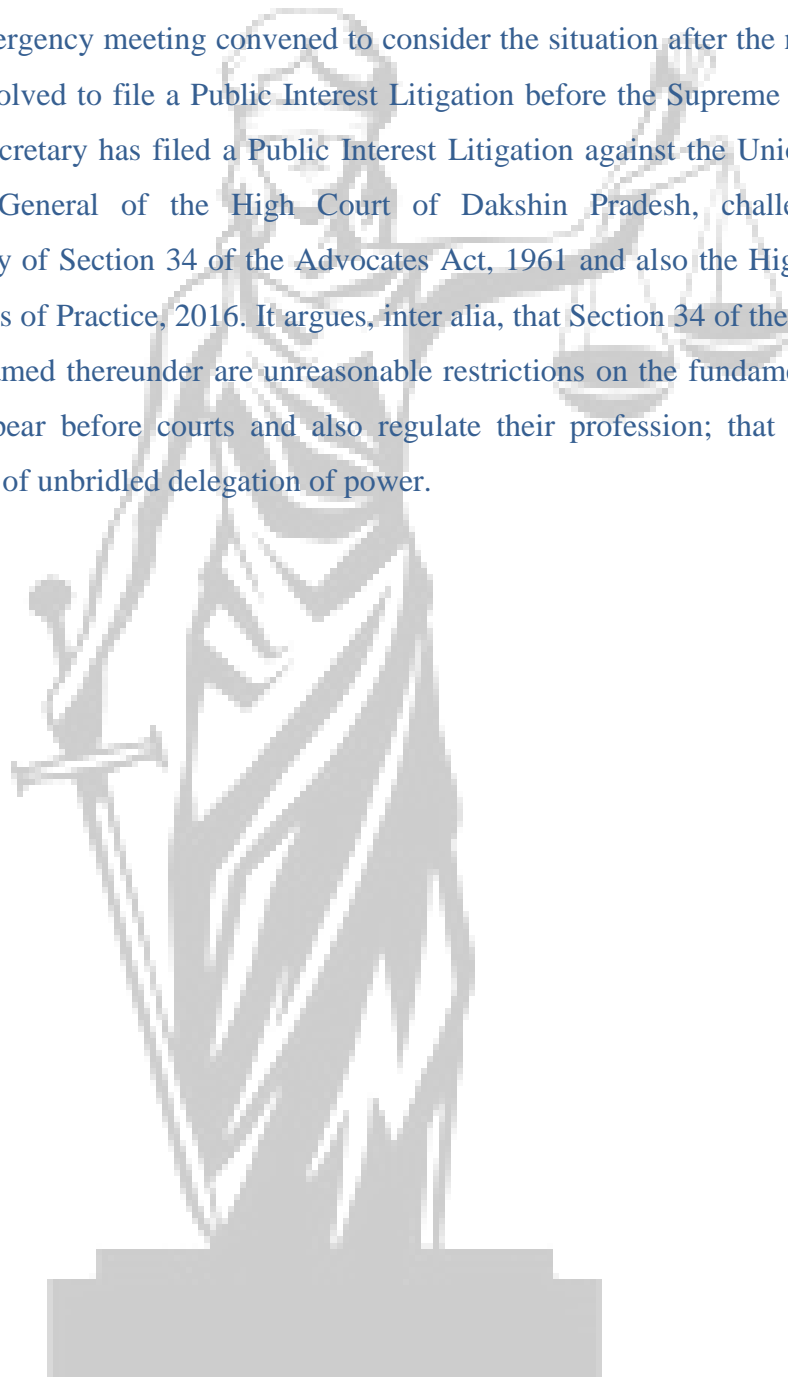 ergency meeting convened to consider the situation after the
olved to file a Public Interest Litigation before the Supreme
cretary has filed a Public Interest Litigation against the
General of the High Court of Dakshin Pradesh,
y of Section 34 of the Advocates Act, 1961 and also the
s of Practice, 2016. It argues, inter alia, that Section 34 of the
amed thereunder are unreasonable restrictions on the
pear before courts and also regulate their profession; that
of unbridled delegation of power.